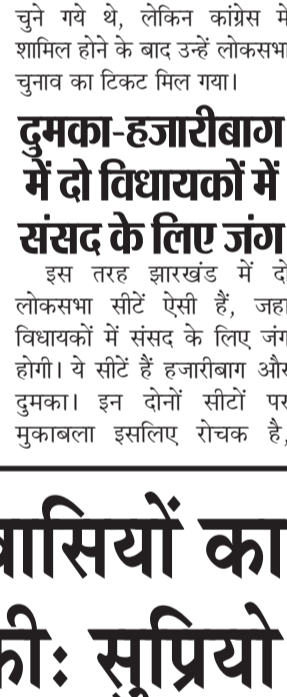 चुने गये थे, लेकिन कांग्रेस में
शामिल होने के बाद उन्हें लोकसभा
चुनाव का टिकट मिल गया।
दुमका-हजारीबाग
में दो विधायकों में
संसद के लिए जंग
इस तरह झारखंड में दो
लोकसभा सीटें ऐसी हैं, जहा
विधायकों में संसद के लिए जंग
होगी। ये सीटें हैं हजारीबाग और
दुमका। इन दोनों सीटों पर
मुकाबला इसलिए रोचक है,
का
सुप्रियो